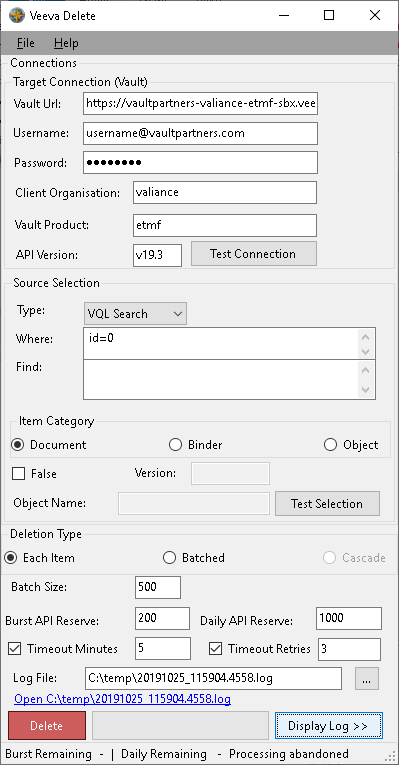 Veeva Delete
File Help
Connections
Target Connection (Vault)
Vault Url: https://vaultpartners-valiance-etmf-sbx.vee
Username: username@vaultpartners.com
Password: ●●●●●●●●
Client Organisation: valiance
Vault Product: etmf
API Version: v19.3 Test Connection
Source Selection
Type: VQL Search
Where: id=0
Find:
Item Category
Document Binder Object
False Version:
Object Name: Test Selection
Deletion Type
Each Item Batched Cascade
Batch Size: 500
Burst API Reserve: 200 Daily API Reserve: 1000
Timeout Minutes 5 Timeout Retries 3
Log File: C:\temp\20191025_115904.4558.log ...
Open C:\temp\20191025_115904.4558.log
Delete Display Log >>
Burst Remaining - | Daily Remaining - Processing abandoned